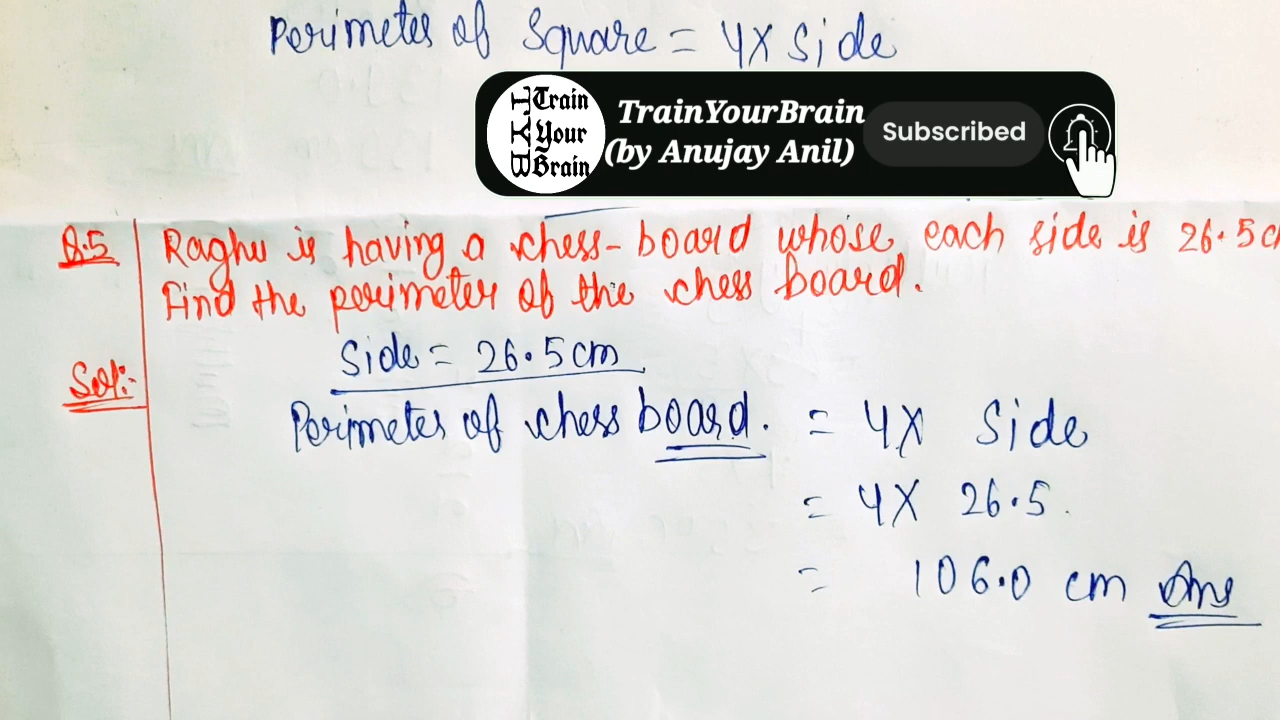 Perimeter of Square = 4X Side
TYB
Train
Your
Brain
TrainYourBrain
(by Anujay Anil)
Subscribed
Q.5 Raghu is having a chess-board whose each side is 26.5c
Find the perimeter of the chess board.
Sol:-
Side = 26.5cm
Perimeter of chess board. = 4X Side
= 4X 26.5
= 106.0 cm Ans